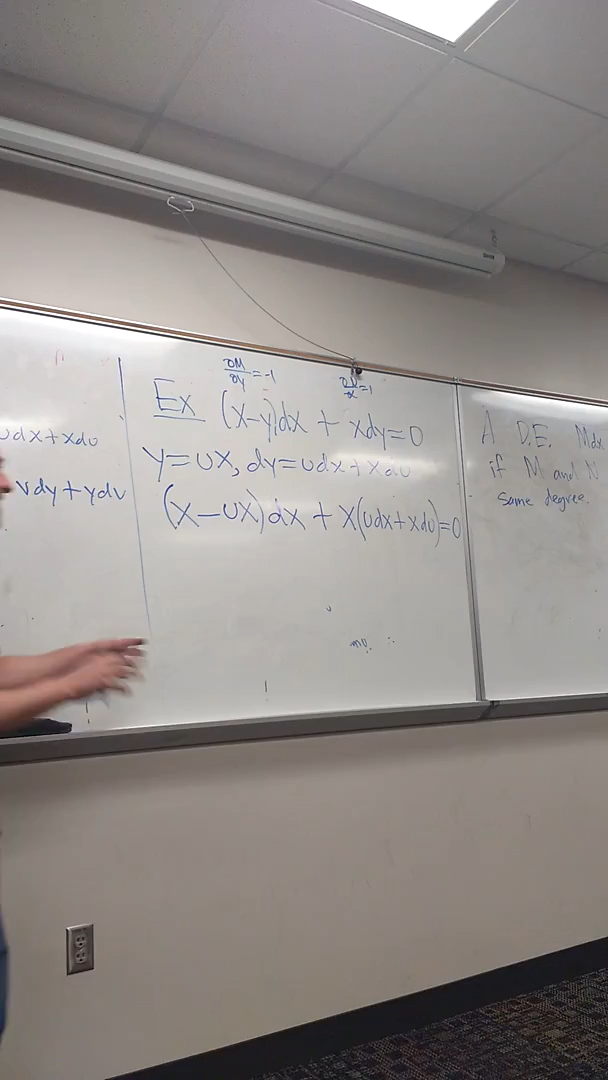 udx+xdu
vdy+ydv
∂M/∂y=-1
∂N/∂x=1
Ex (x-y)dx + xdy=0
y=ux, dy=udx+xdu
(x-ux)dx + x(udx+xdu)=0
A D.E. Mdx
if M and N
same degree.